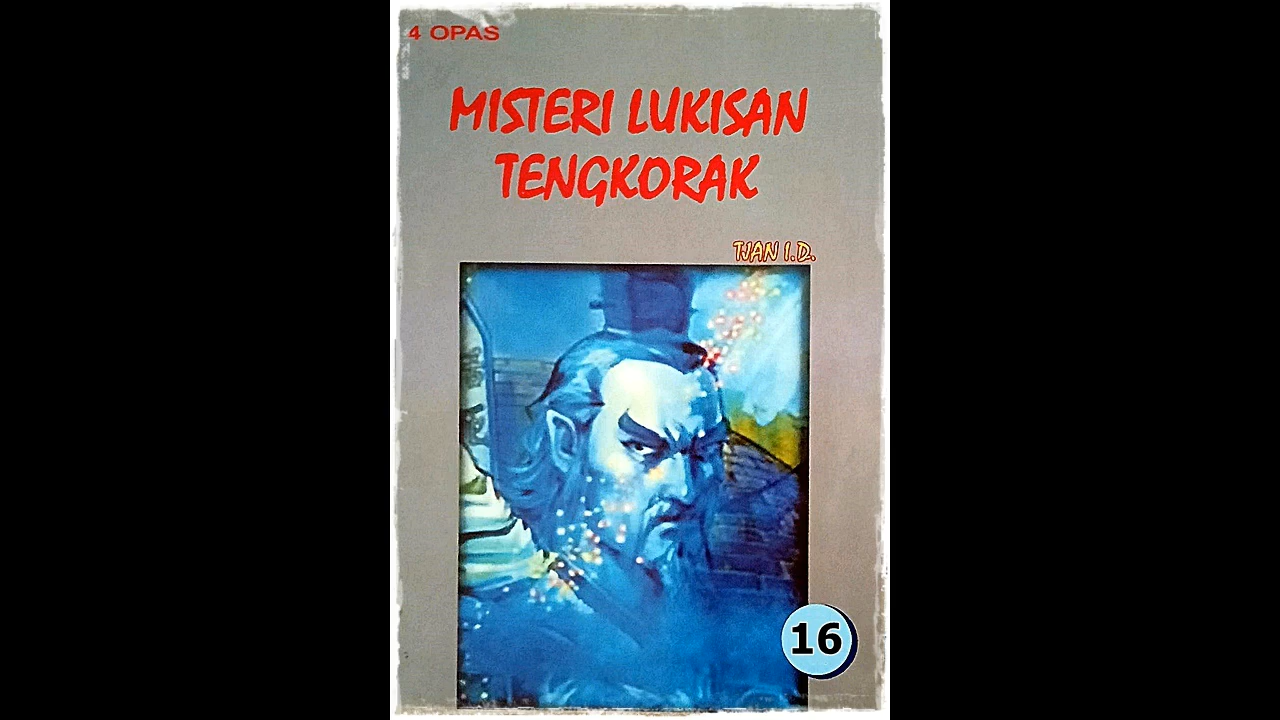 4 OPAS
MISTERI LUKISAN
TENGKORAK
TJAN I.D.
16